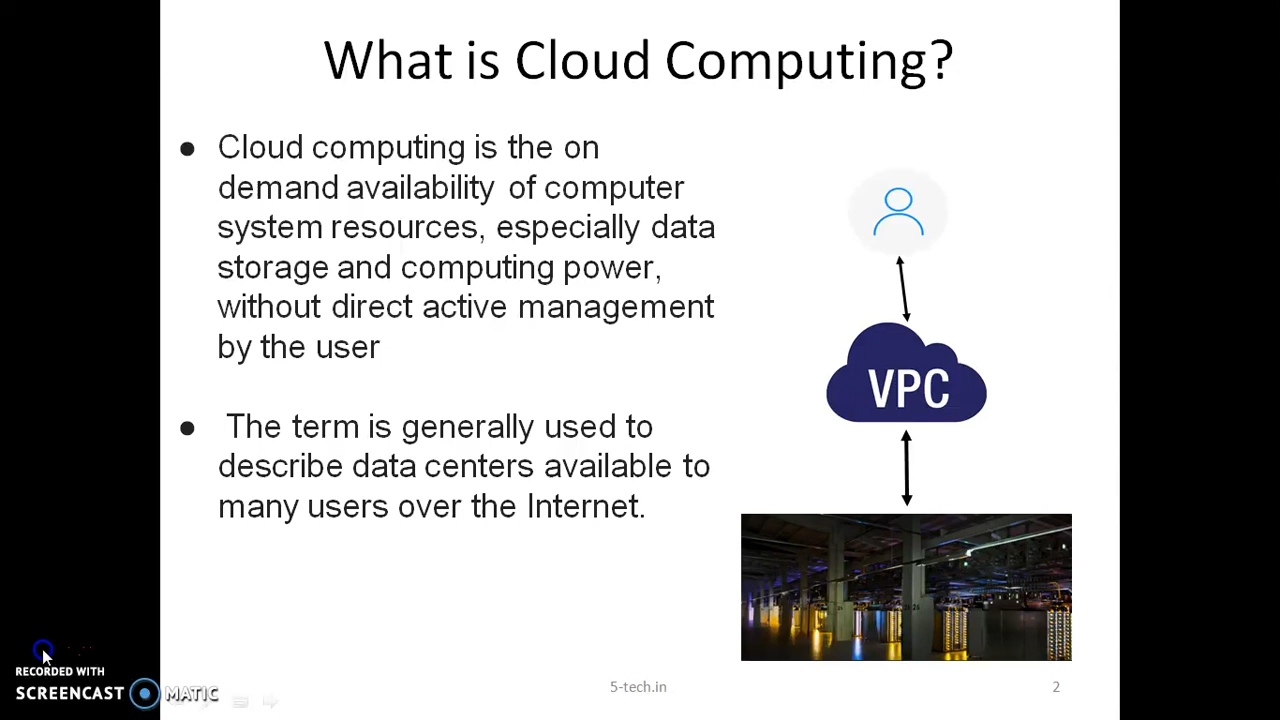 What is Cloud Computing?
● Cloud computing is the on
demand availability of computer
system resources, especially data
storage and computing power,
without direct active management
by the user
● The term is generally used to
describe data centers available to
many users over the Internet.
VPC
RECORDED WITH
SCREENCAST MATIC
5-tech.in
2